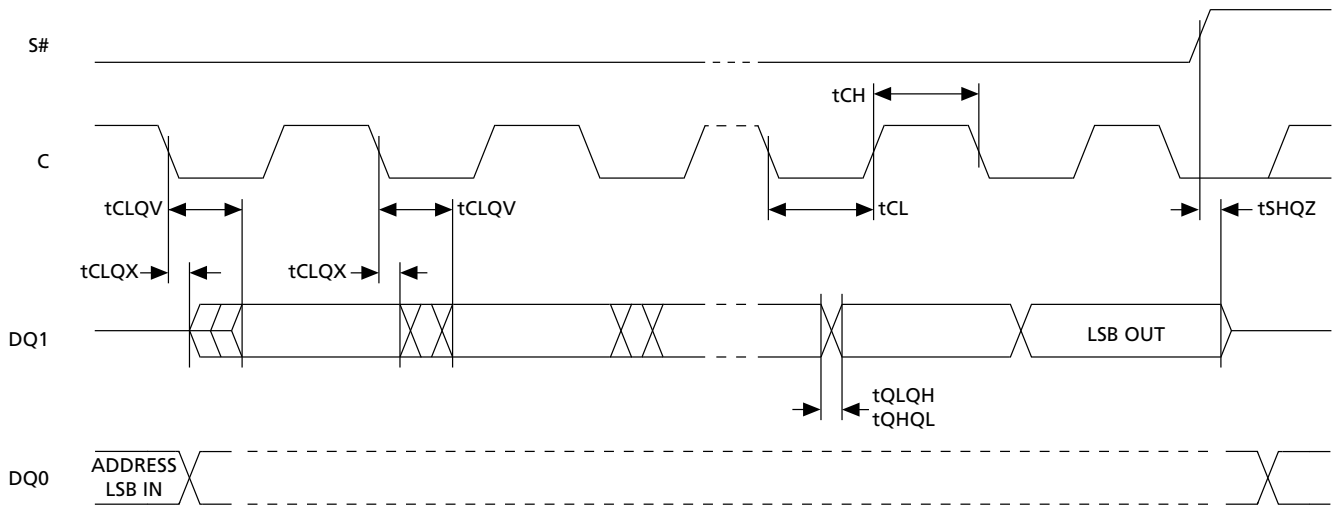 S#
tCH
C
tCLQV
tCLQV
tCL
tSHQZ
tCLQX
tCLQX
DQ1
LSB OUT
tQLQH
tQHQL
DQ0
ADDRESS
LSB IN